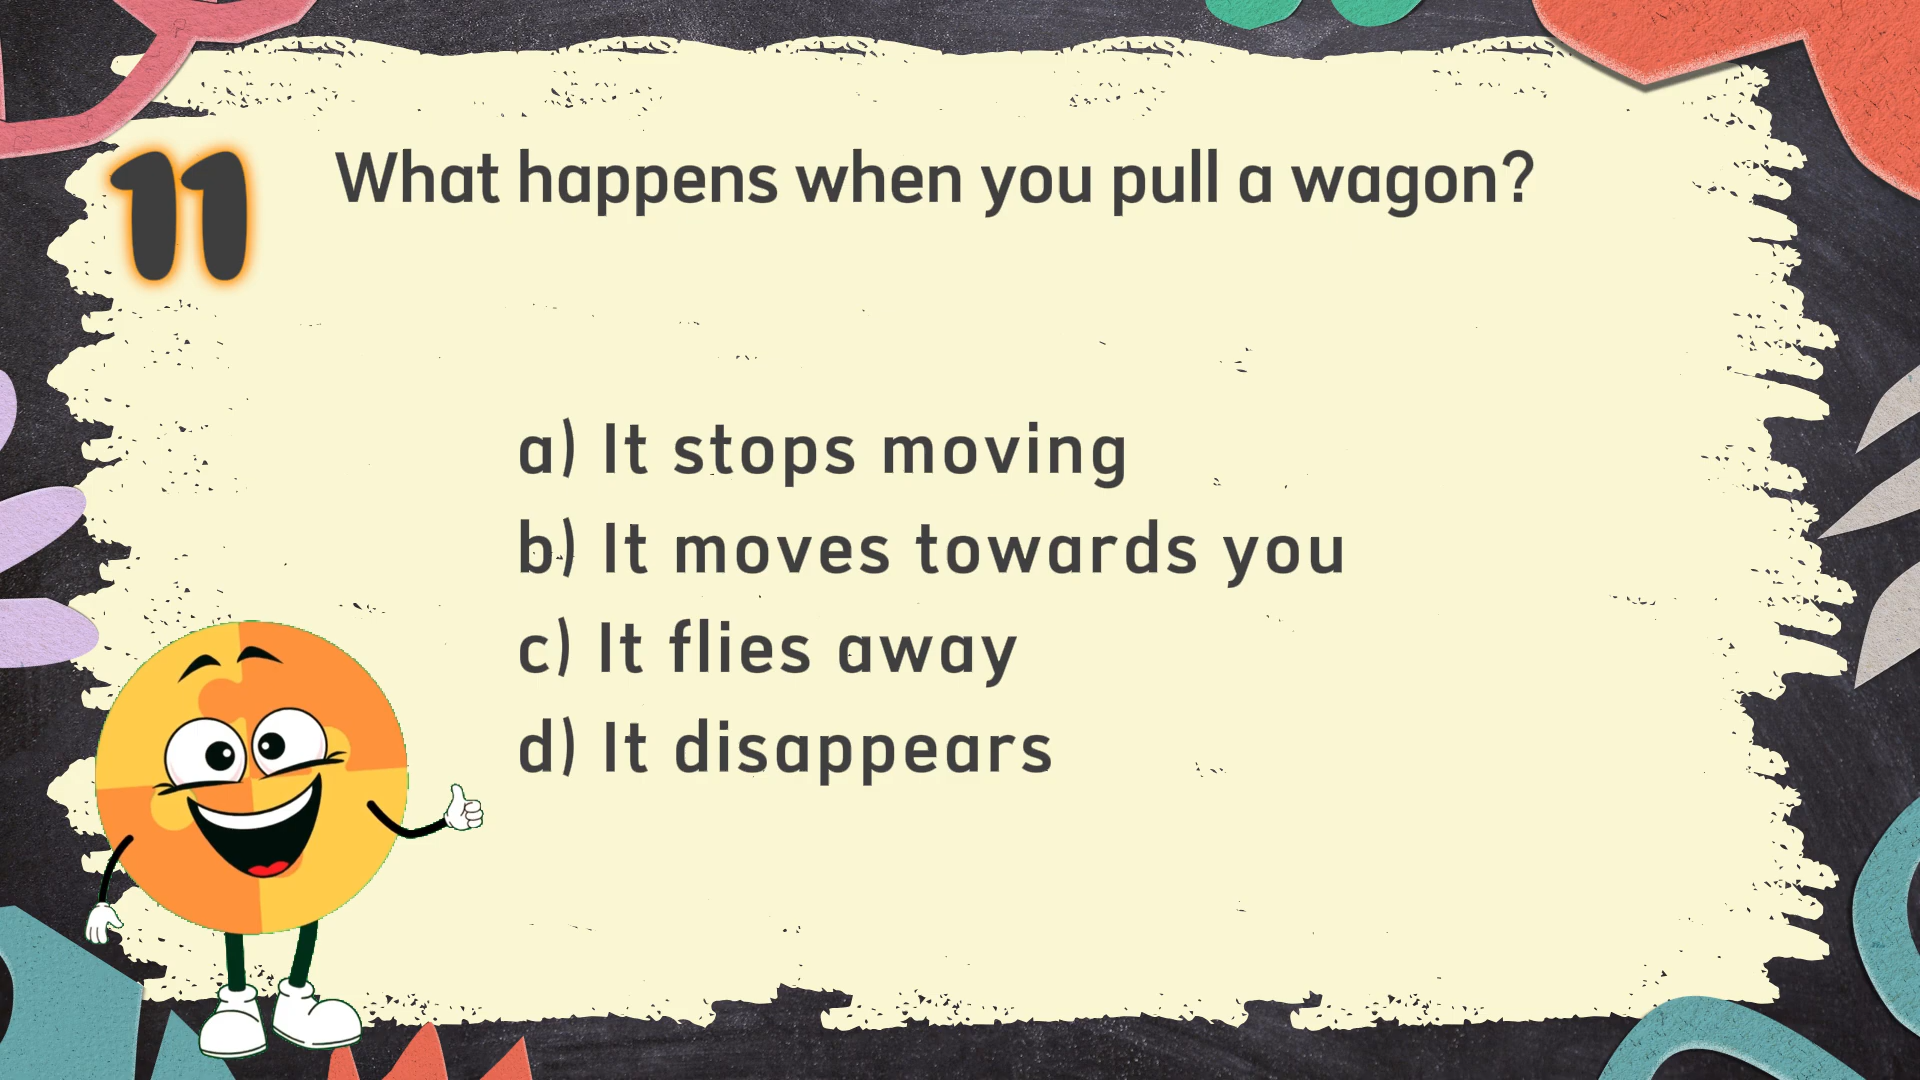 11
What happens when you pull a wagon?
a) It stops moving
b) It moves towards you
c) It flies away
d) It disappears